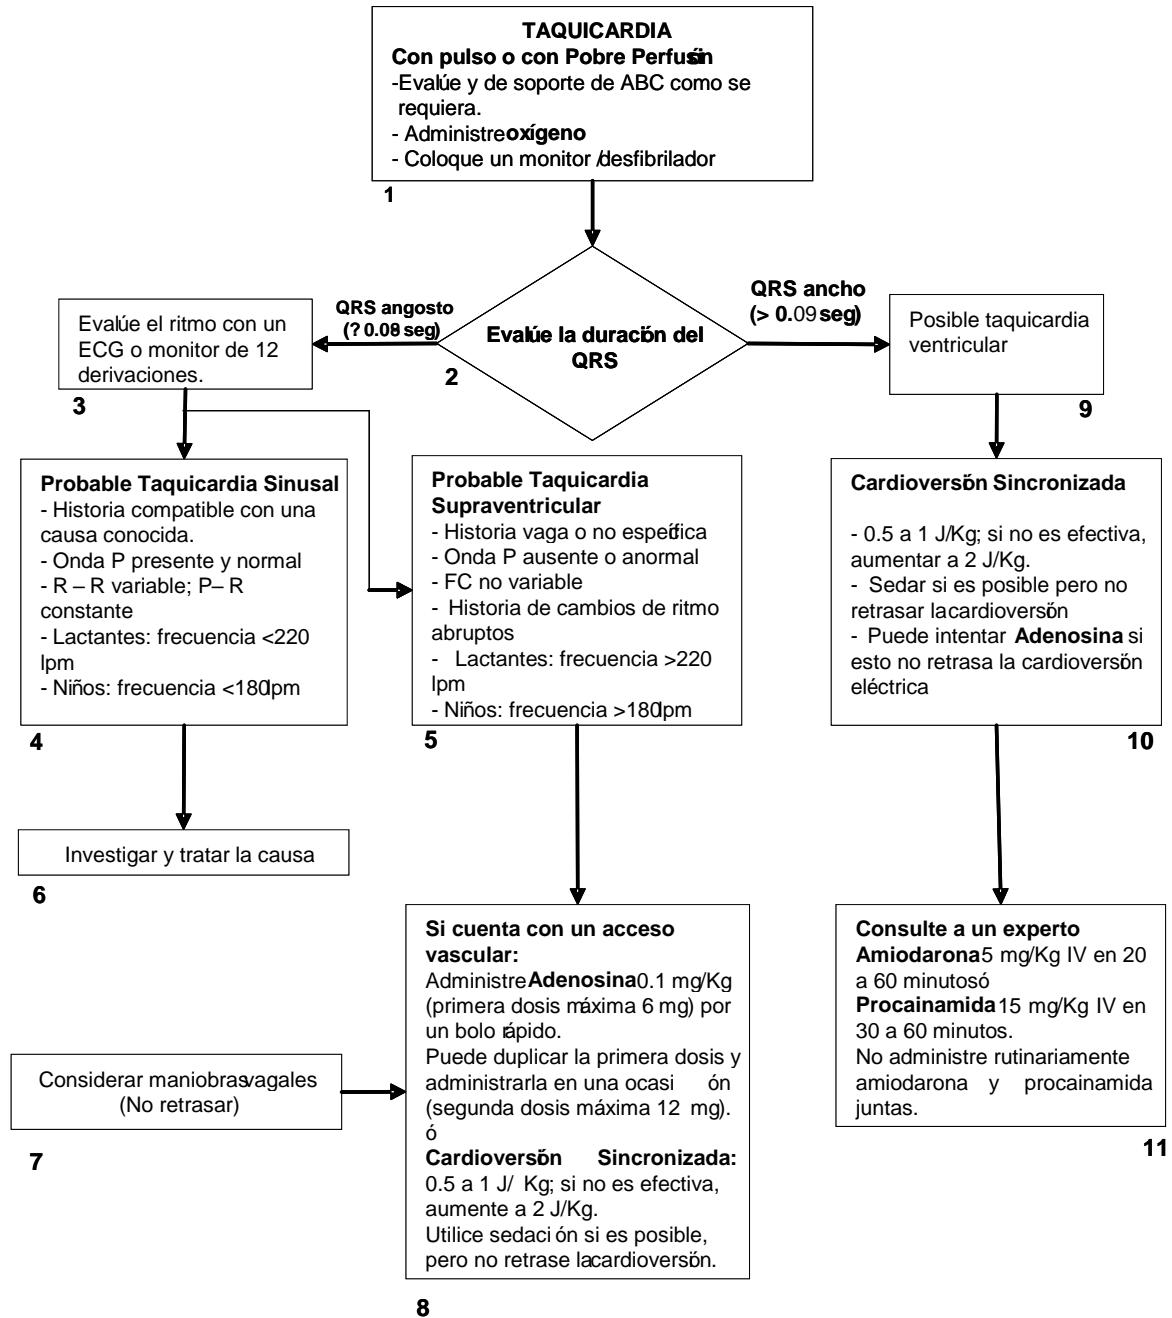 TAQUICARDIA
Con pulso o con Pobre Perfusión
-Evalúe y de soporte de ABC como se
requiera.
- Administre oxígeno
- Coloque un monitor /desfibrilador
1
QRS angosto
(? 0.08 seg)
Evalúe la duración del
QRS
2
QRS ancho
(> 0.09 seg)
Evalúe el ritmo con un
ECG o monitor de 12
derivaciones.
3
Posible taquicardia
ventricular
9
Probable Taquicardia Sinusal
- Historia compatible con una
causa conocida.
- Onda P presente y normal
- R – R variable; P– R
constante
- Lactantes: frecuencia <220
lpm
- Niños: frecuencia <180lpm
4
Probable Taquicardia
Supraventricular
- Historia vaga o no específica
- Onda P ausente o anormal
- FC no variable
- Historia de cambios de ritmo
abruptos
- Lactantes: frecuencia >220
lpm
- Niños: frecuencia >180lpm
5
Cardioversión Sincronizada
- 0.5 a 1 J/Kg; si no es efectiva,
aumentar a 2 J/Kg.
- Sedar si es posible pero no
retrasar la cardioversión
- Puede intentar Adenosina si
esto no retrasa la cardioversión
eléctrica
10
Investigar y tratar la causa
6
Considerar maniobras vagales
(No retrasar)
7
Si cuenta con un acceso
vascular:
Administre Adenosina 0.1 mg/Kg
(primera dosis máxima 6 mg) por
un bolo rápido.
Puede duplicar la primera dosis y
administrarla en una ocasi ón
(segunda dosis máxima 12 mg).
ó
Cardioversión Sincronizada:
0.5 a 1 J/ Kg; si no es efectiva,
aumente a 2 J/Kg.
Utilice sedaci ón si es posible,
pero no retrase la cardioversión.
8
Consulte a un experto
Amiodarona 5 mg/Kg IV en 20
a 60 minutos ó
Procainamida 15 mg/Kg IV en
30 a 60 minutos.
No administre rutinariamente
amiodarona y procainamida
juntas.
11